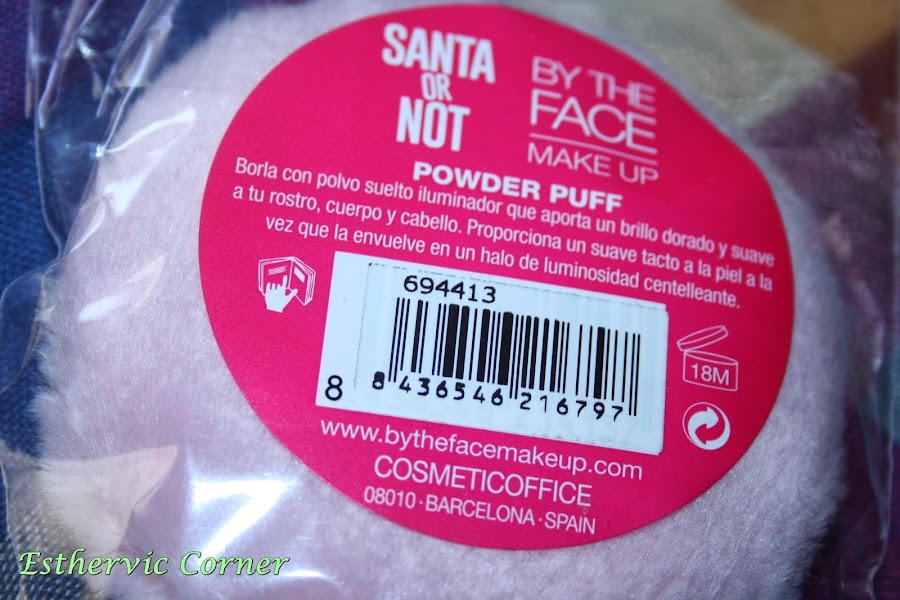 SANTA
OR
NOT
BY THE
FACE
MAKE UP
POWDER PUFF
Borla con polvo suelto iluminador que aporta un brillo dorado y suave
a tu rostro, cuerpo y cabello. Proporciona un suave tacto a la piel a la
vez que la envuelve en un halo de luminosidad centelleante.
694413
8
8 436546 216797
18M
www.bythefacemakeup.com
COSMETICOFFICE
08010 · BARCELONA · SPAIN
Esthervic Corner